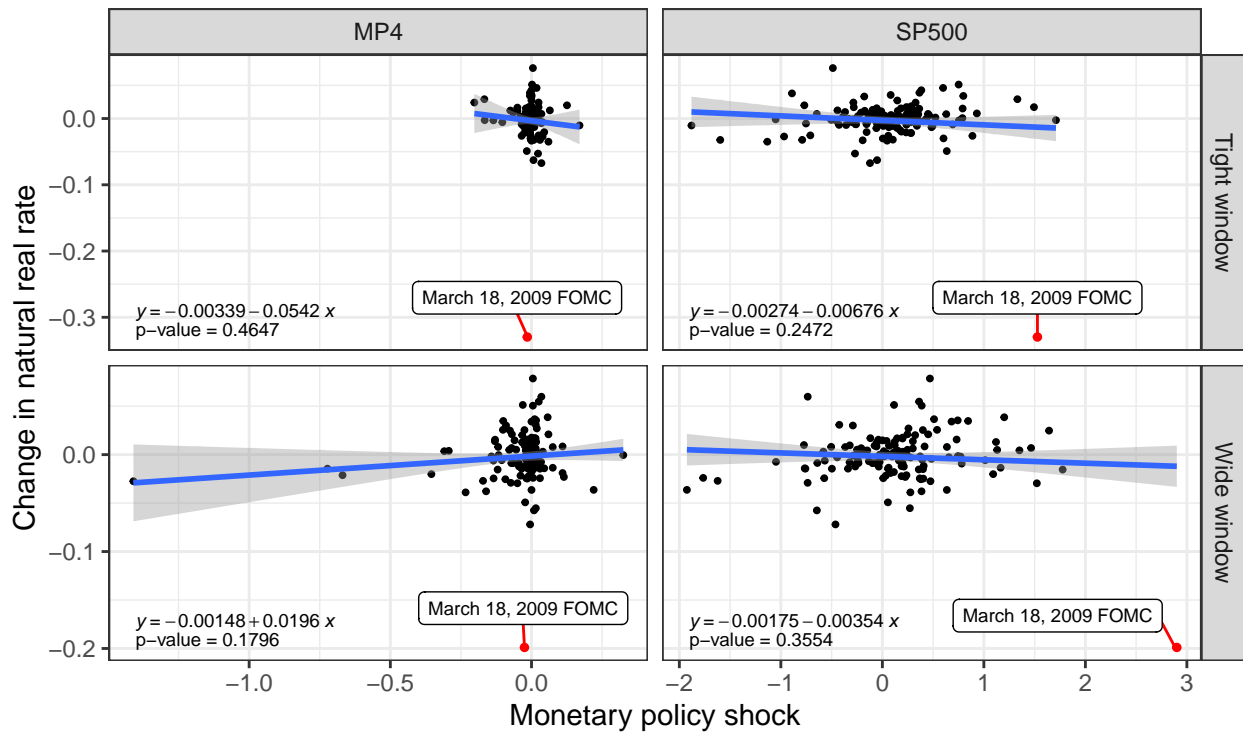 MP4
SP500
Change in natural real rate
0.0
−0.1
−0.2
−0.3
y = −0.00339 − 0.0542 x
p−value = 0.4647
March 18, 2009 FOMC
y = −0.00274 − 0.00676 x
p−value = 0.2472
March 18, 2009 FOMC
Tight window
0.0
−0.1
−0.2
y = −0.00148 + 0.0196 x
p−value = 0.1796
March 18, 2009 FOMC
y = −0.00175 − 0.00354 x
p−value = 0.3554
March 18, 2009 FOMC
Wide window
−1.0 −0.5 0.0 −2 −1 0 1 2 3
Monetary policy shock